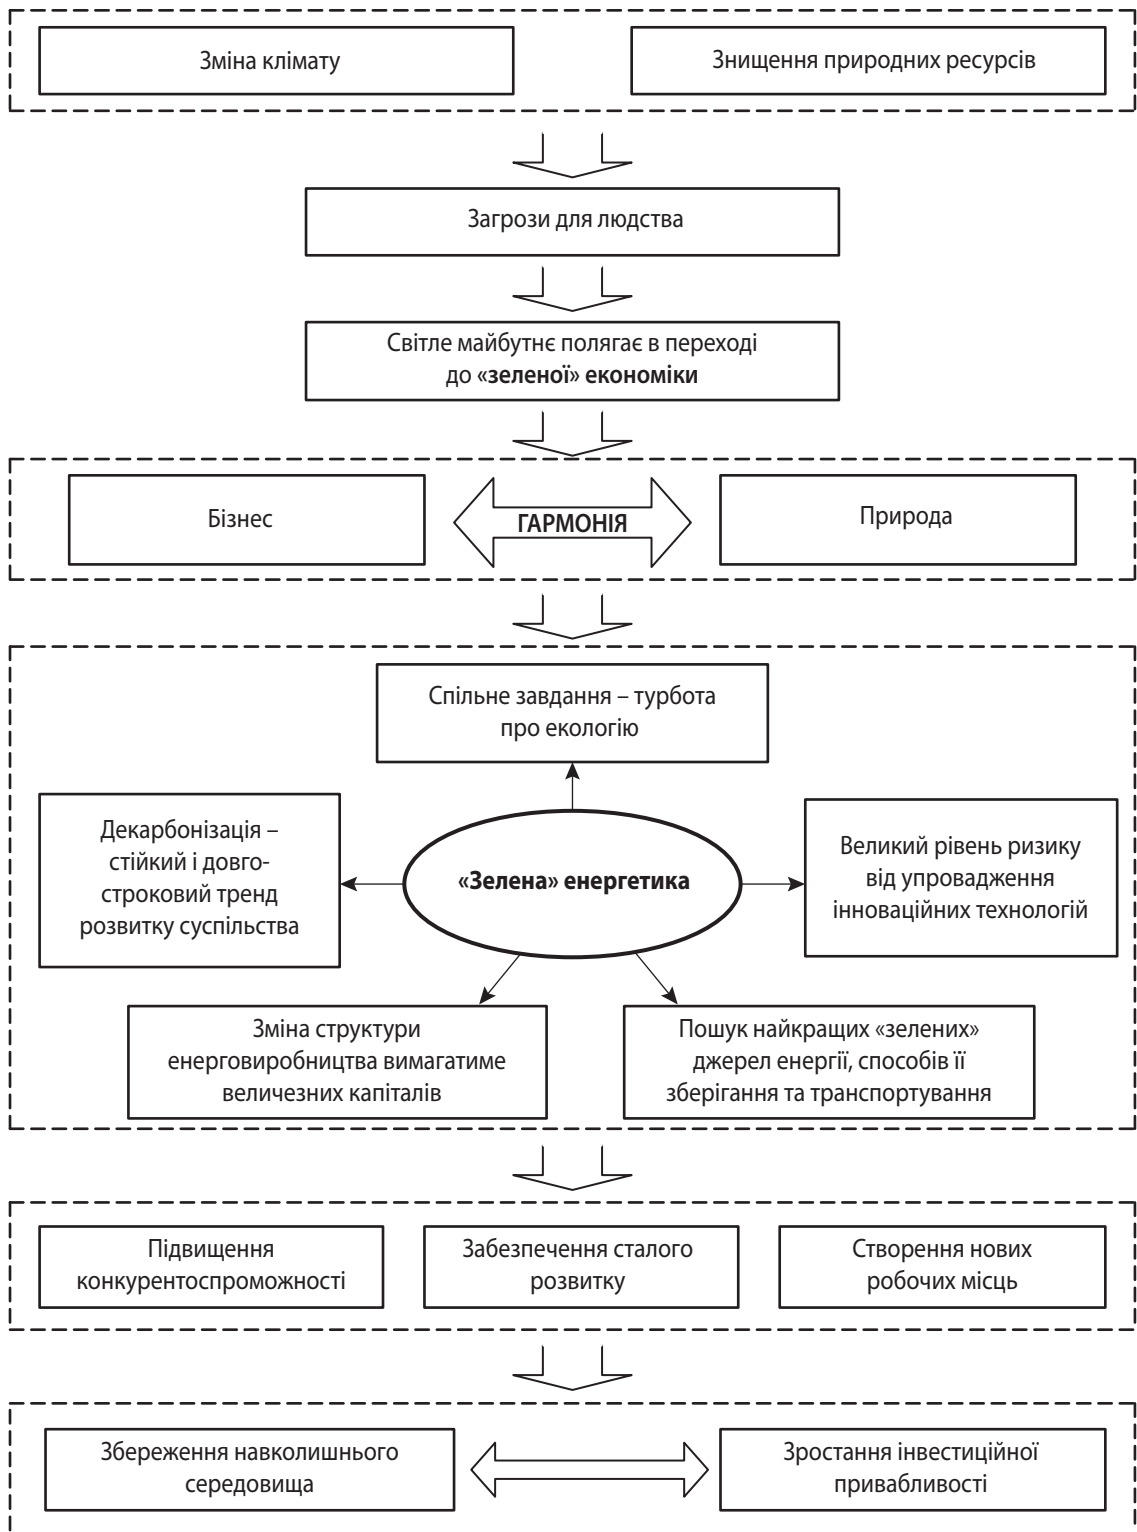 Зміна клімату
Знищення природних ресурсів
Загрози для людства
Світле майбутнє полягає в переході
до «зеленої» економіки
Бізнес
ГАРМОНІЯ
Природа
Спільне завдання – турбота
про екологію
Декарбонізація –
стійкий і довго-
строковий тренд
розвитку суспільства
«Зелена» енергетика
Великий рівень ризику
від упровадження
інноваційних технологій
Зміна структури
енерговиробництва вимагатиме
величезних капіталів
Пошук найкращих «зелених»
джерел енергії, способів її
зберігання та транспортування
Підвищення
конкурентоспроможності
Забезпечення сталого
розвитку
Створення нових
робочих місць
Збереження навколишнього
середовища
Зростання інвестиційної
привабливості